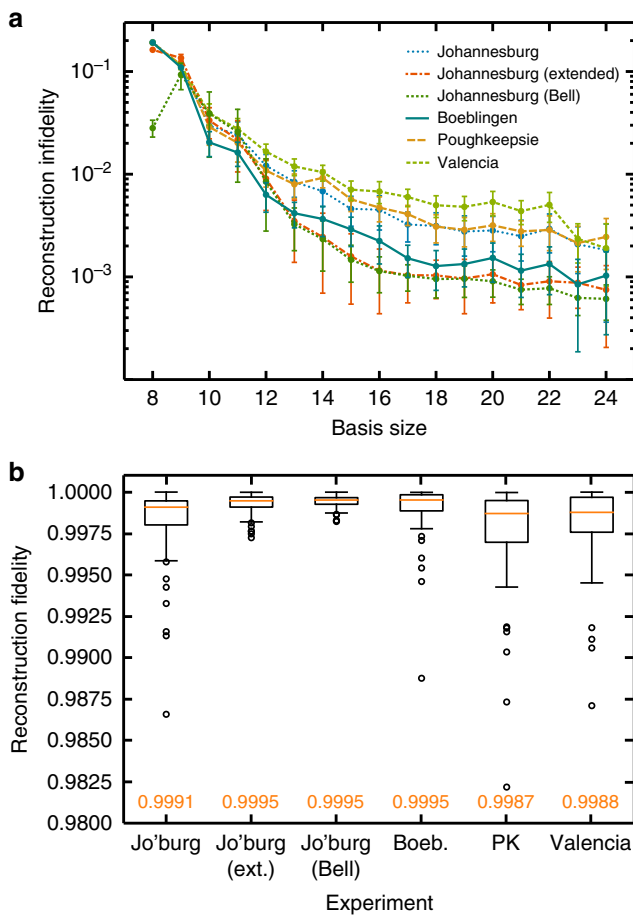 a
Reconstruction infidelity
10⁻¹
10⁻²
10⁻³
Johannesburg
Johannesburg (extended)
Johannesburg (Bell)
Boeblingen
Poughkeepsie
Valencia
8 10 12 14 16 18 20 22 24
Basis size
b
Reconstruction fidelity
1.0000
0.9975
0.9950
0.9925
0.9900
0.9875
0.9850
0.9825
0.9800
0.9991 0.9995 0.9995 0.9995 0.9987 0.9988
Jo'burg Jo'burg Jo'burg Boeb. PK Valencia
(ext.) (Bell)
Experiment